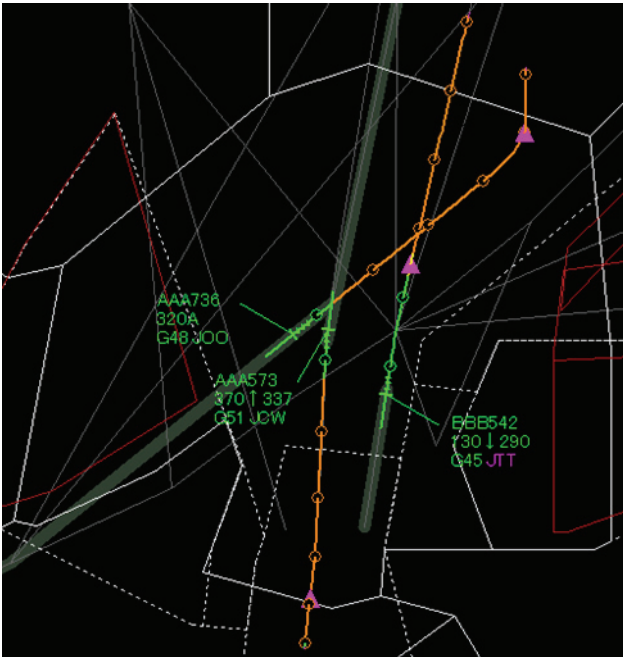 AAA736
320A
G48 JOO
AAA573
370 ↑ 337
G51 JCW
BBB542
130 ↓ 290
G45 JTT